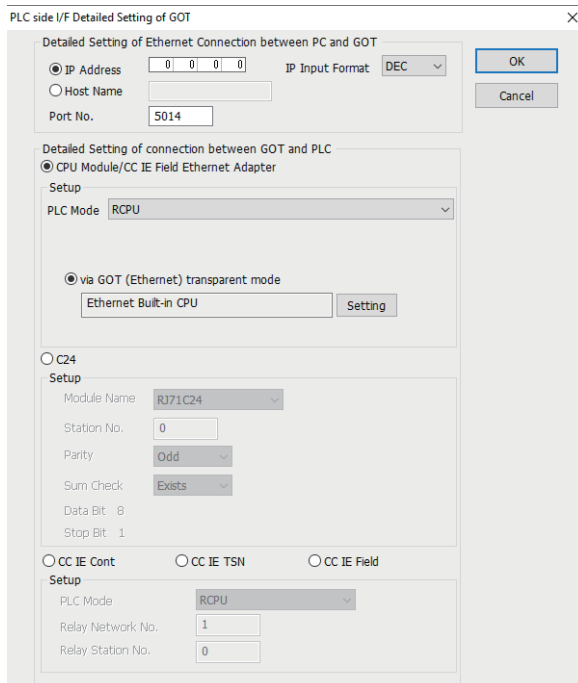 PLC side I/F Detailed Setting of GOT
Detailed Setting of Ethernet Connection between PC and GOT
IP Address 0 0 0 0 IP Input Format DEC
Host Name
Port No. 5014
OK
Cancel
Detailed Setting of connection between GOT and PLC
CPU Module/CC IE Field Ethernet Adapter
Setup
PLC Mode RCPU
via GOT (Ethernet) transparent mode
Ethernet Built-in CPU Setting
C24
Setup
Module Name RJ71C24
Station No. 0
Parity Odd
Sum Check Exists
Data Bit 8
Stop Bit 1
CC IE Cont CC IE TSN CC IE Field
Setup
PLC Mode RCPU
Relay Network No. 1
Relay Station No. 0